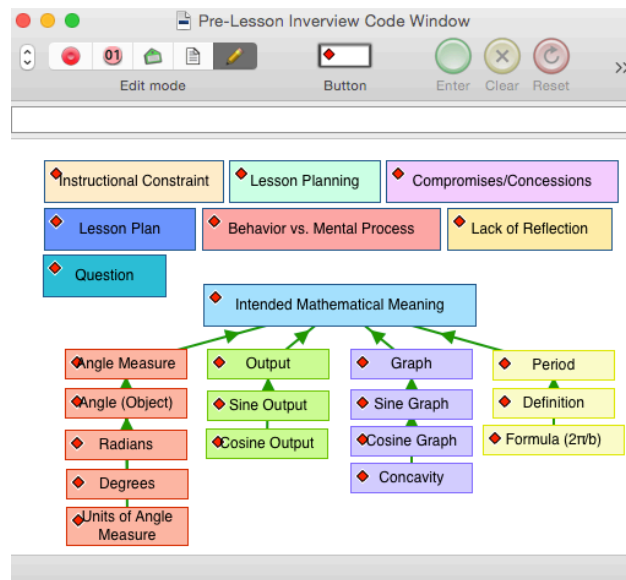 Pre-Lesson Inverview Code Window
01
Edit mode
Button
Enter
Clear
Reset
Instructional Constraint
Lesson Planning
Compromises/Concessions
Lesson Plan
Behavior vs. Mental Process
Lack of Reflection
Question
Intended Mathematical Meaning
Angle Measure
Output
Graph
Period
Angle (Object)
Sine Output
Sine Graph
Definition
Radians
Cosine Output
Cosine Graph
Formula (2π/b)
Degrees
Concavity
Units of Angle
Measure